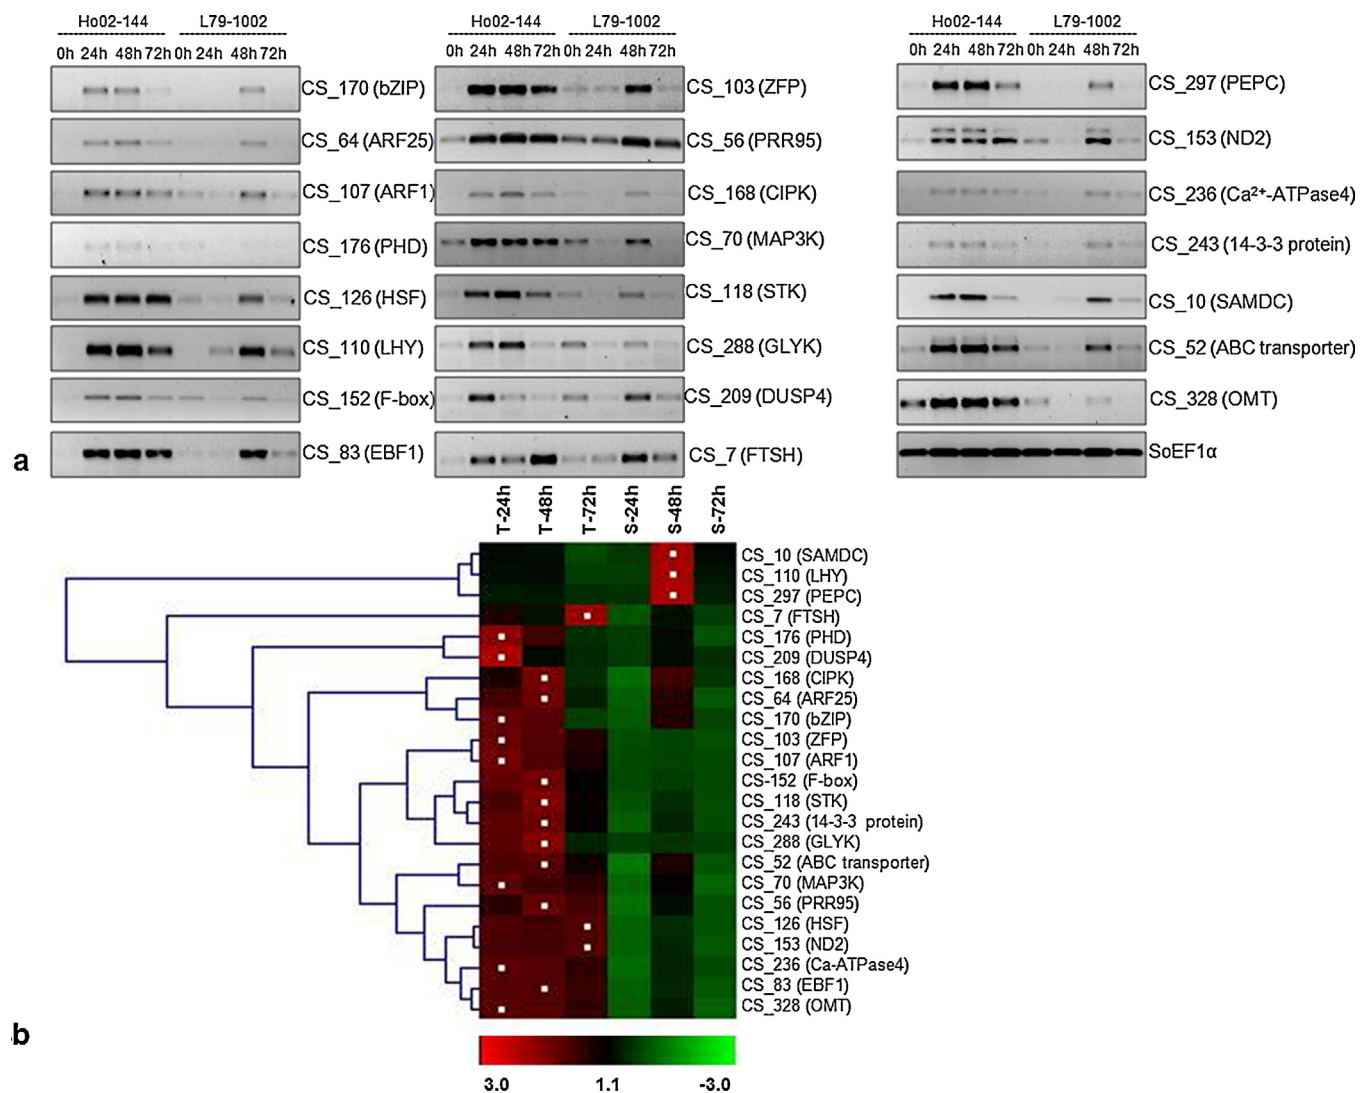 Ho02-144 L79-1002
0h 24h 48h 72h 0h 24h 48h 72h
CS_170 (bZIP)
CS_64 (ARF25)
CS_107 (ARF1)
CS_176 (PHD)
CS_126 (HSF)
CS_110 (LHY)
CS_152 (F-box)
CS_83 (EBF1)
Ho02-144 L79-1002
0h 24h 48h 72h 0h 24h 48h 72h
CS_103 (ZFP)
CS_56 (PRR95)
CS_168 (CIPK)
CS_70 (MAP3K)
CS_118 (STK)
CS_288 (GLYK)
CS_209 (DUSP4)
CS_7 (FTSH)
Ho02-144 L79-1002
0h 24h 48h 72h 0h 24h 48h 72h
CS_297 (PEPC)
CS_153 (ND2)
CS_236 (Ca²⁺-ATPase4)
CS_243 (14-3-3 protein)
CS_10 (SAMDC)
CS_52 (ABC transporter)
CS_328 (OMT)
SoEF1α
a
T-24h
T-48h
T-72h
S-24h
S-48h
S-72h
CS_10 (SAMDC)
CS_110 (LHY)
CS_297 (PEPC)
CS_7 (FTSH)
CS_176 (PHD)
CS_209 (DUSP4)
CS_168 (CIPK)
CS_64 (ARF25)
CS_170 (bZIP)
CS_103 (ZFP)
CS_107 (ARF1)
CS-152 (F-box)
CS_118 (STK)
CS_243 (14-3-3 protein)
CS_288 (GLYK)
CS_52 (ABC transporter)
CS_70 (MAP3K)
CS_56 (PRR95)
CS_126 (HSF)
CS_153 (ND2)
CS_236 (Ca-ATPase4)
CS_83 (EBF1)
CS_328 (OMT)
b
3.0 1.1 -3.0